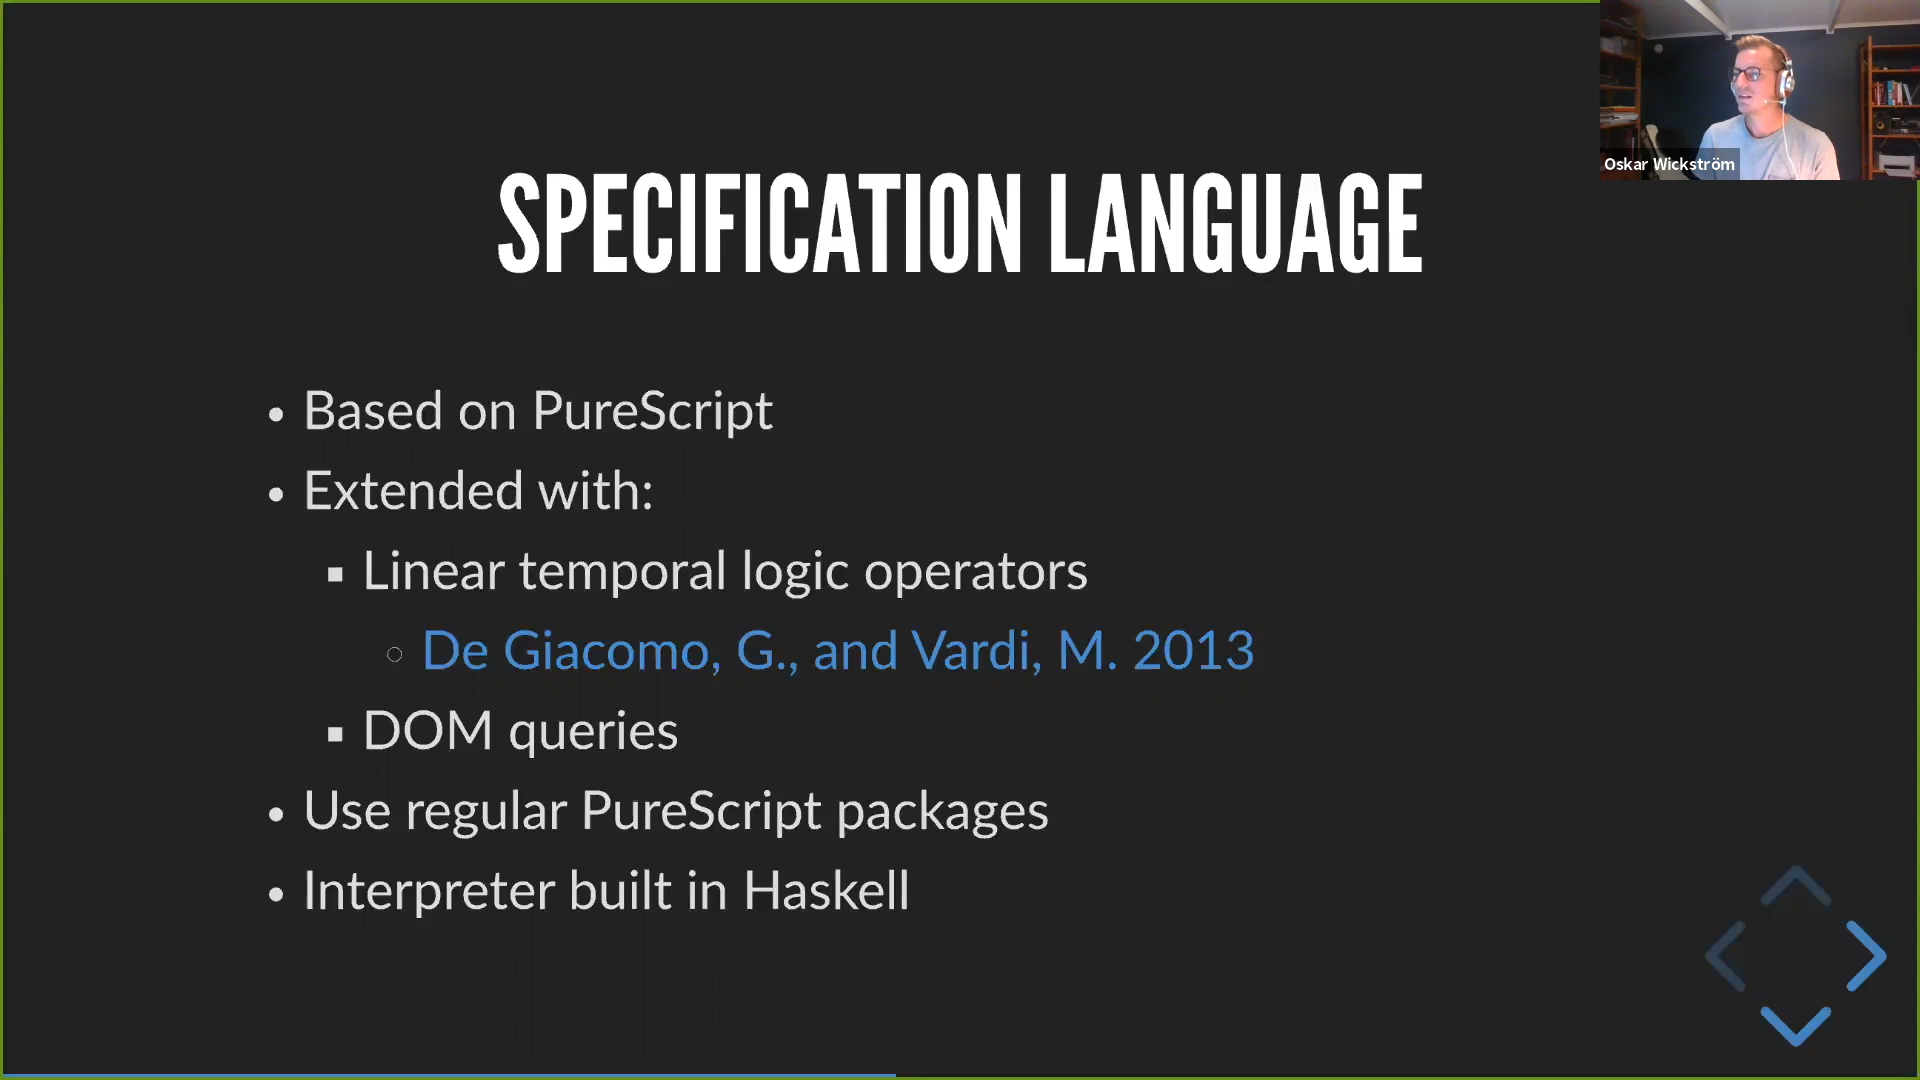 Oskar Wickström
SPECIFICATION LANGUAGE
• Based on PureScript
• Extended with:
▪ Linear temporal logic operators
○ De Giacomo, G., and Vardi, M. 2013
▪ DOM queries
• Use regular PureScript packages
• Interpreter built in Haskell